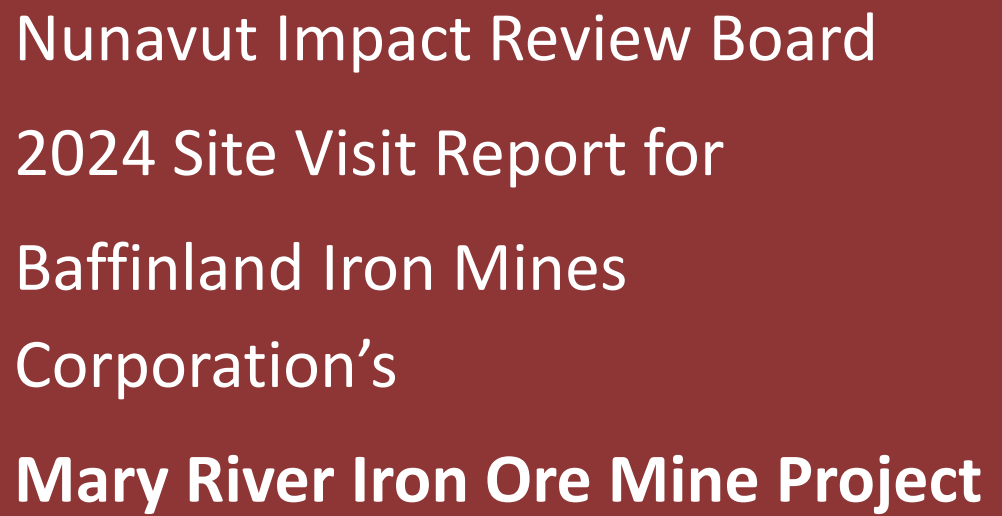 Nunavut Impact Review Board
2024 Site Visit Report for
Baffinland Iron Mines
Corporation’s
Mary River Iron Ore Mine Project